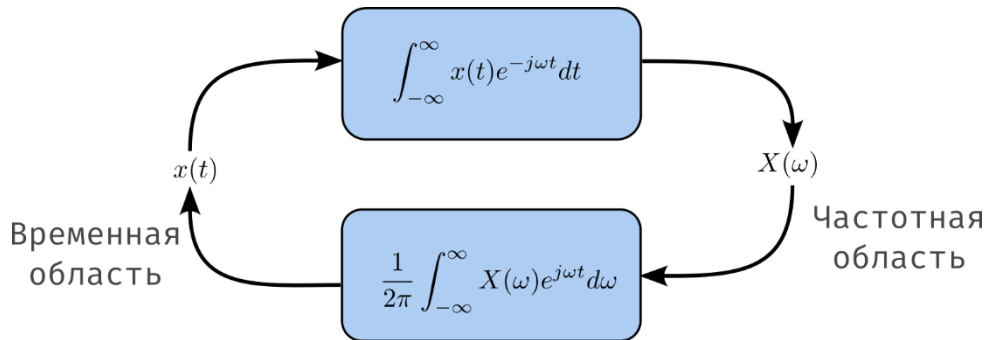 ∫_{-∞}^{∞} x(t)e^{-jωt}dt
x(t)
X(ω)
Временная
область
Частотная
область
1/2π ∫_{-∞}^{∞} X(ω)e^{jωt}dω